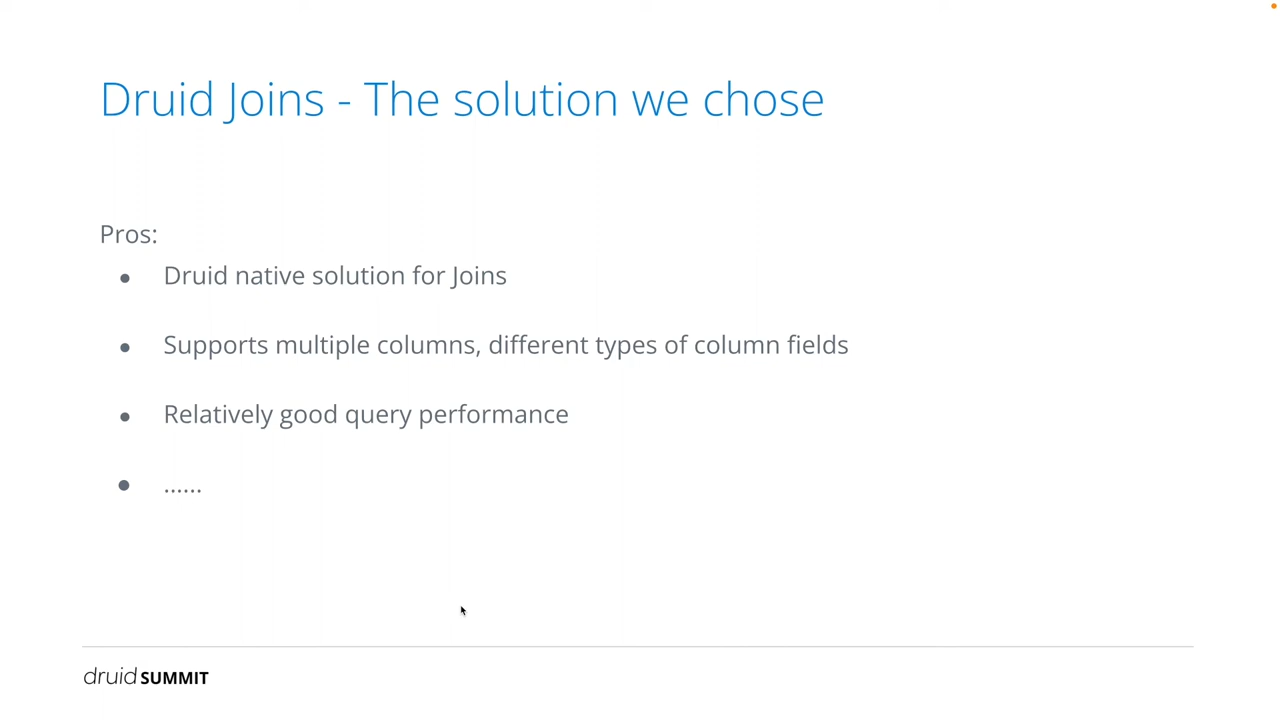 Druid Joins - The solution we chose
Pros:
● Druid native solution for Joins
● Supports multiple columns, different types of column fields
● Relatively good query performance
● ......
druid SUMMIT